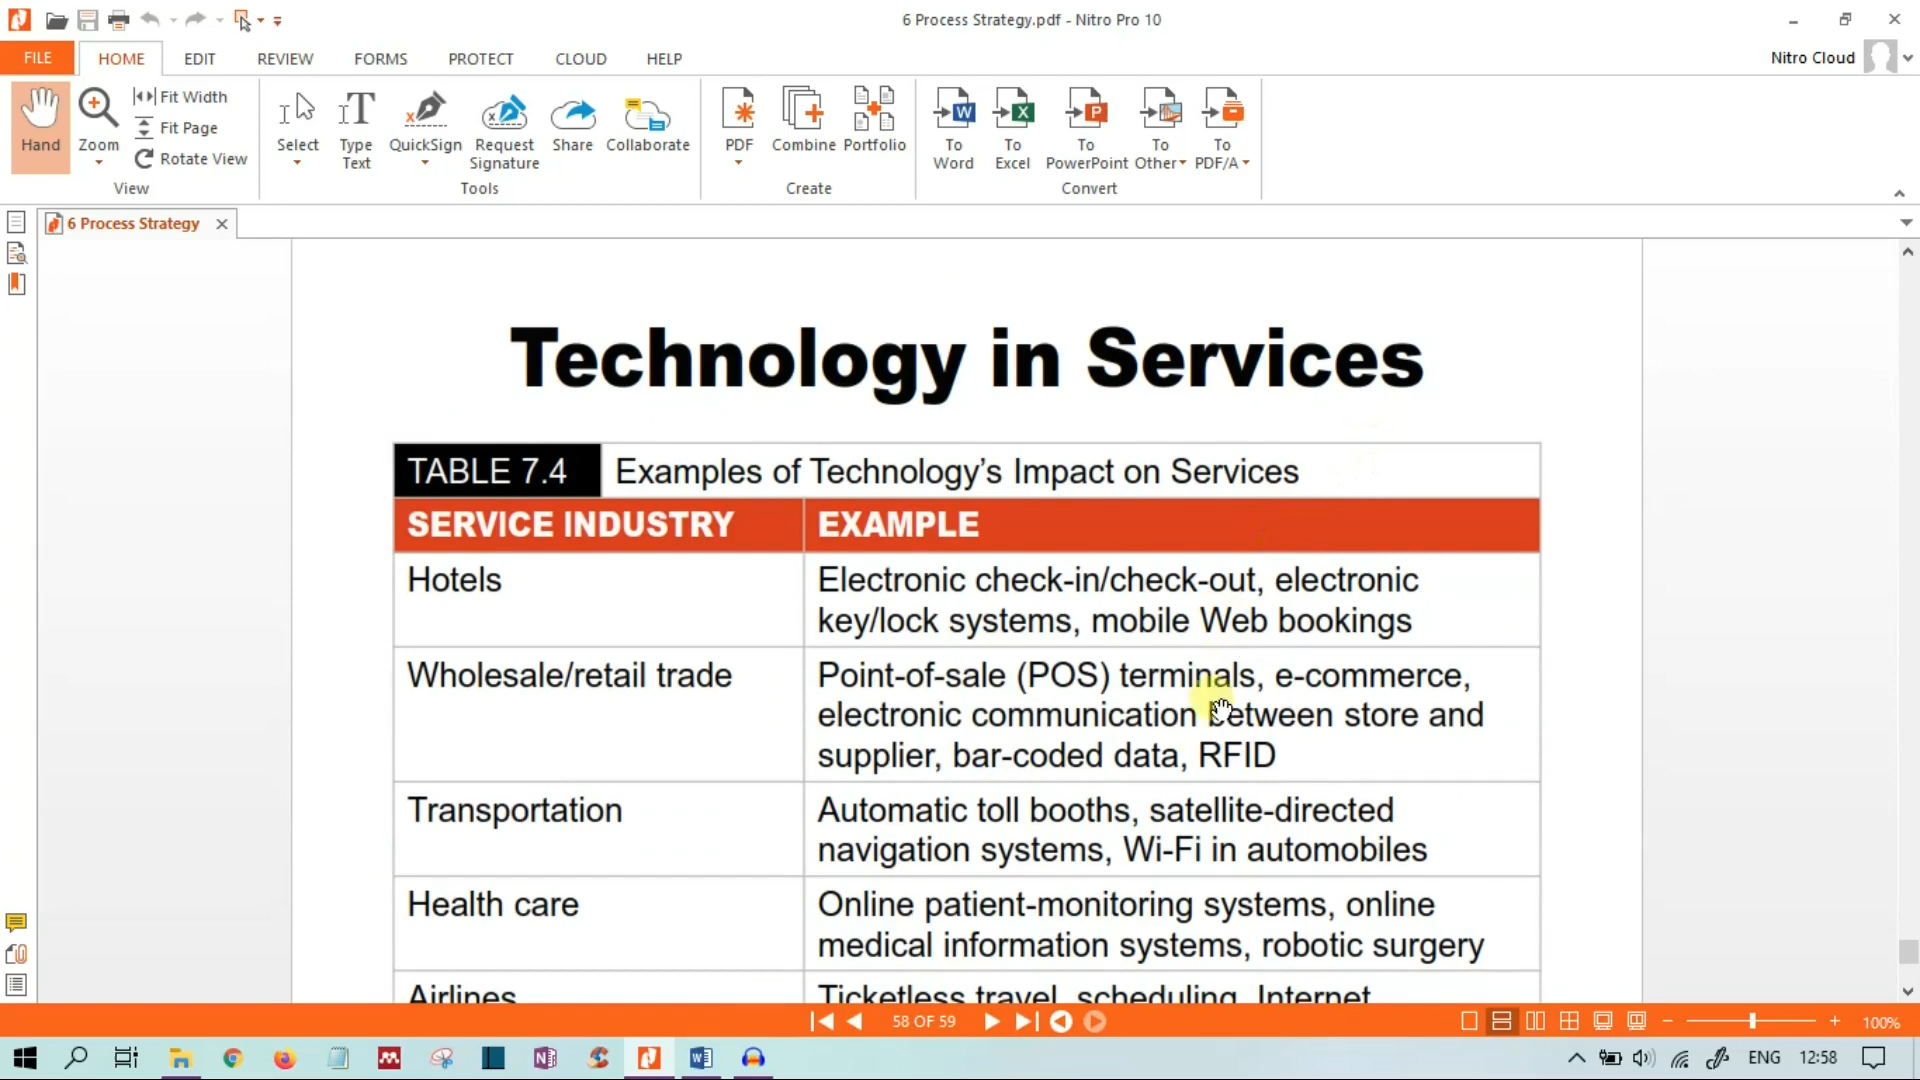 6 Process Strategy.pdf - Nitro Pro 10
FILE HOME EDIT REVIEW FORMS PROTECT CLOUD HELP Nitro Cloud
Hand
Zoom
Fit Width
Fit Page
Rotate View
View
Select
Type
Text
QuickSign
Request
Signature
Share
Collaborate
Tools
PDF
Combine
Portfolio
Create
To
Word
To
Excel
To
PowerPoint
To
Other
To
PDF/A
Convert
6 Process Strategy
Technology in Services
TABLE 7.4 Examples of Technology's Impact on Services
SERVICE INDUSTRY EXAMPLE
Hotels Electronic check-in/check-out, electronic
key/lock systems, mobile Web bookings
Wholesale/retail trade Point-of-sale (POS) terminals, e-commerce,
electronic communication between store and
supplier, bar-coded data, RFID
Transportation Automatic toll booths, satellite-directed
navigation systems, Wi-Fi in automobiles
Health care Online patient-monitoring systems, online
medical information systems, robotic surgery
Airlines Ticketless travel, scheduling, Internet
58 OF 59
100%
ENG 12:58